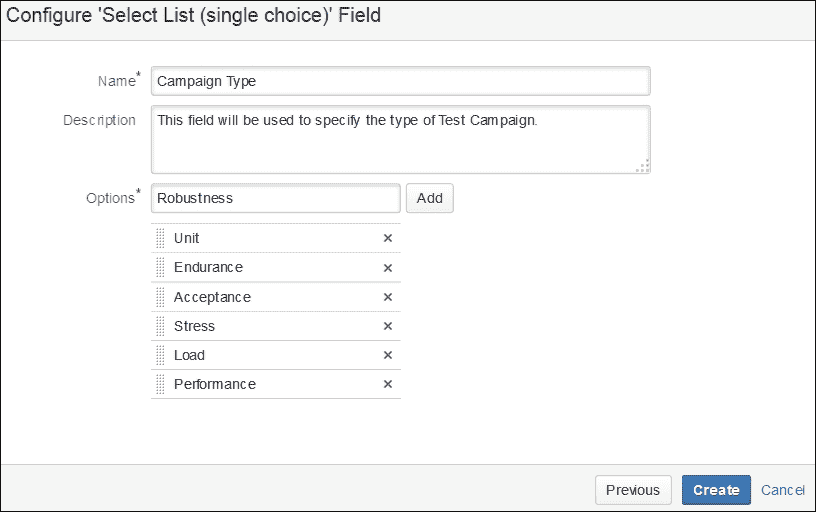 Configure 'Select List (single choice)' Field
Name*
Campaign Type
Description
This field will be used to specify the type of Test Campaign.
Options*
Robustness
Add
Unit
Endurance
Acceptance
Stress
Load
Performance
Previous
Create
Cancel